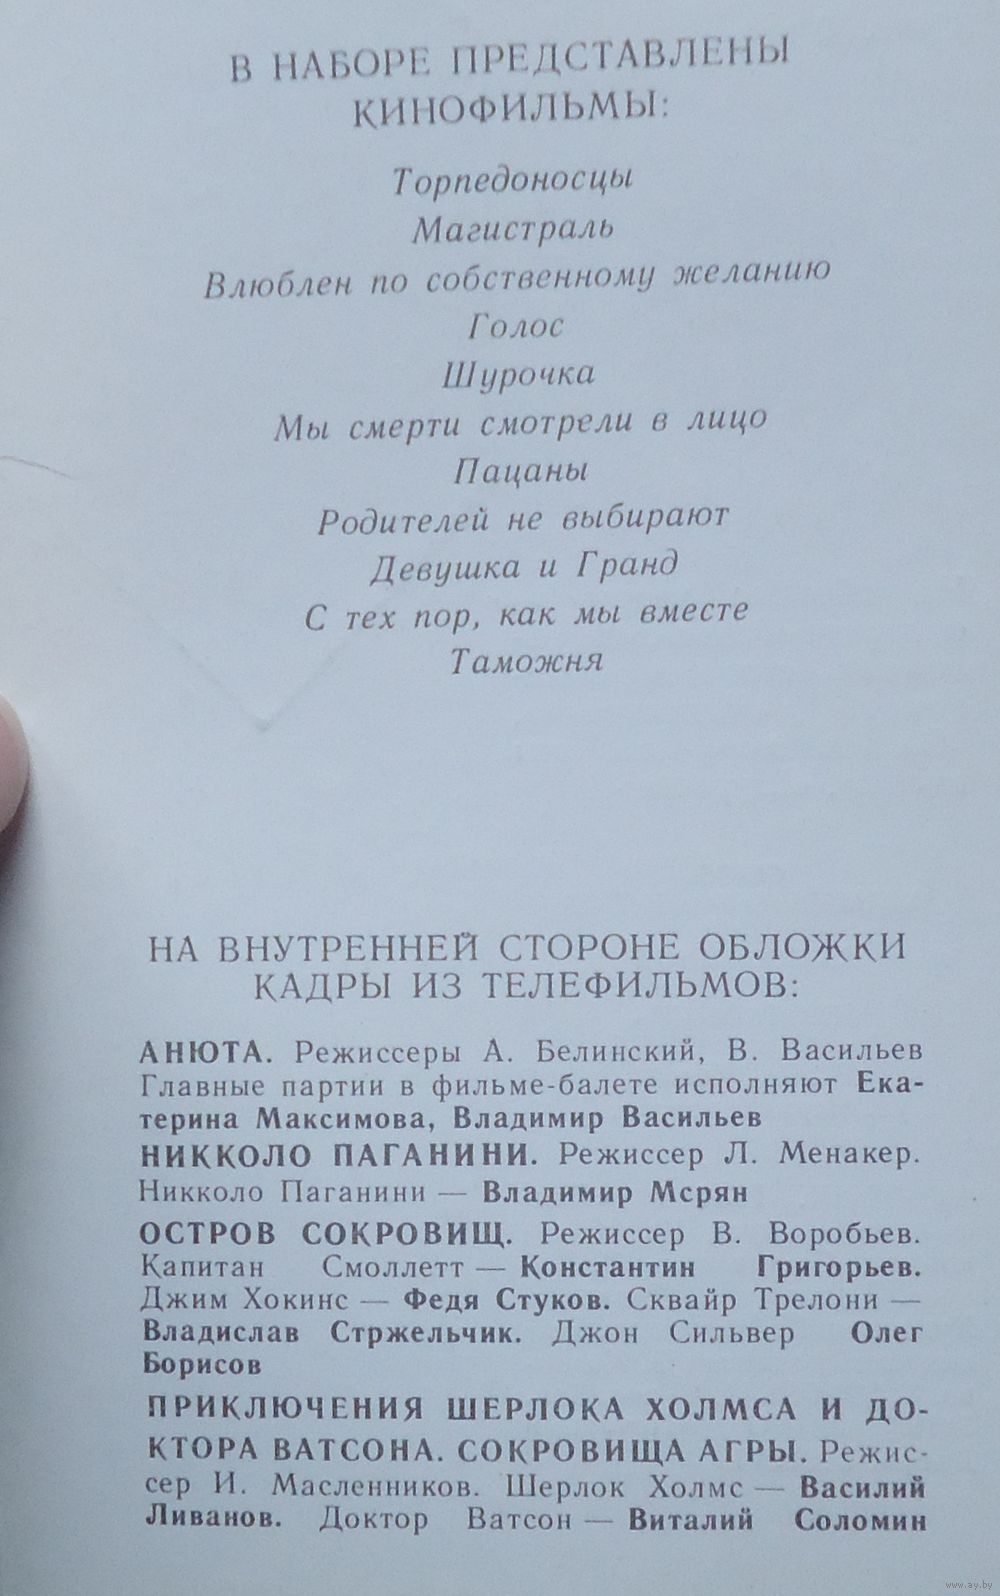 В НАБОРЕ ПРЕДСТАВЛЕНЫ
КИНОФИЛЬМЫ:
Торпедоносцы
Магистраль
Влюблен по собственному желанию
Голос
Шурочка
Мы смерти смотрели в лицо
Пацаны
Родителей не выбирают
Девушка и Гранд
С тех пор, как мы вместе
Таможня
НА ВНУТРЕННЕЙ СТОРОНЕ ОБЛОЖКИ
КАДРЫ ИЗ ТЕЛЕФИЛЬМОВ:
АНЮТА. Режиссеры А. Белинский, В. Васильев
Главные партии в фильме-балете исполняют Ека-
терина Максимова, Владимир Васильев
НИККОЛО ПАГАНИНИ. Режиссер Л. Менакер.
Никколо Паганини — Владимир Мсрян
ОСТРОВ СОКРОВИЩ. Режиссер В. Воробьев.
Капитан Смоллетт — Константин Григорьев.
Джим Хокинс — Федя Стуков. Сквайр Трелони —
Владислав Стржельчик. Джон Сильвер Олег
Борисов
ПРИКЛЮЧЕНИЯ ШЕРЛОКА ХОЛМСА И ДО-
КТОРА ВАТСОНА. СОКРОВИЩА АГРЫ. Режис-
сер И. Масленников. Шерлок Холмс — Василий
Ливанов. Доктор Ватсон — Виталий Соломин
www.ay.by